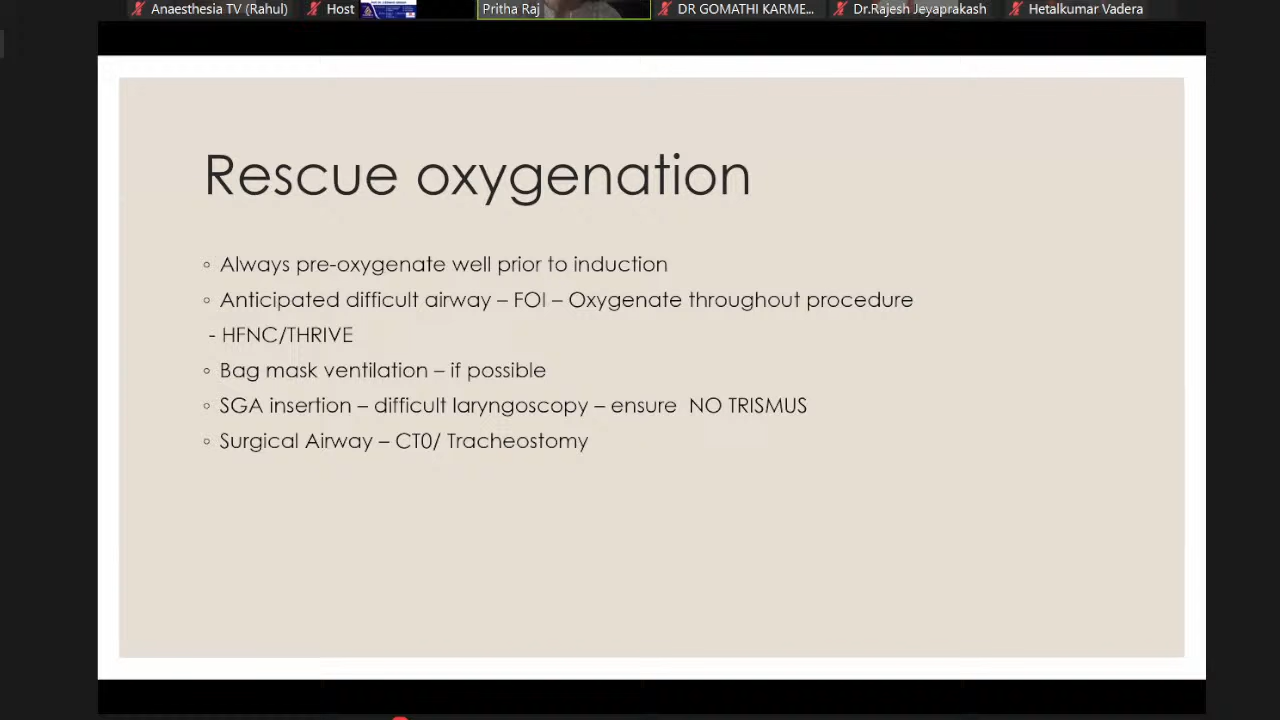 Anaesthesia TV (Rahul)
Host
Pritha Raj
DR GOMATHI KARME...
Dr.Rajesh Jeyaprakash
Hetalkumar Vadera
Rescue oxygenation
◦ Always pre-oxygenate well prior to induction
◦ Anticipated difficult airway – FOI – Oxygenate throughout procedure
- HFNC/THRIVE
◦ Bag mask ventilation – if possible
◦ SGA insertion – difficult laryngoscopy – ensure NO TRISMUS
◦ Surgical Airway – CT0/ Tracheostomy